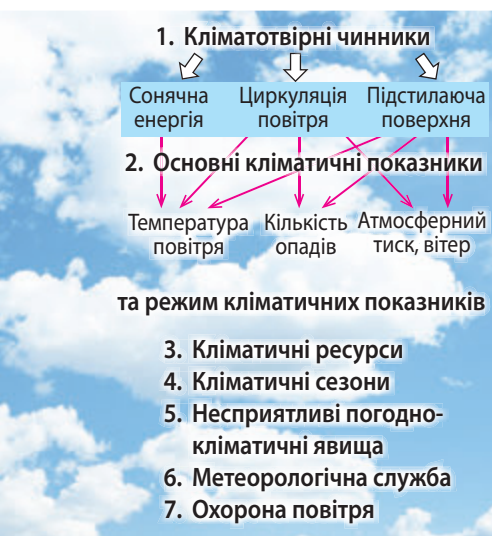 1. Кліматотвірні чинники
Сонячна енергія
Циркуляція повітря
Підстилаюча поверхня
2. Основні кліматичні показники
Температура повітря
Кількість опадів
Атмосферний тиск, вітер
та режим кліматичних показників
3. Кліматичні ресурси
4. Кліматичні сезони
5. Несприятливі погодно-
кліматичні явища
6. Метеорологічна служба
7. Охорона повітря